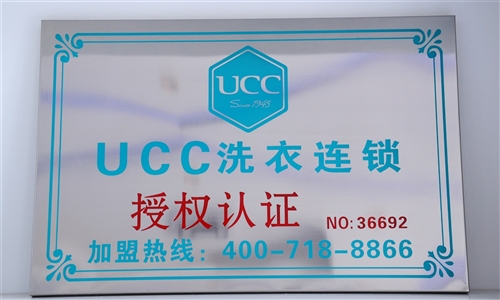 UCC
Since 1945
UCC洗衣连锁
授权认证 NO: 36692
加盟热线：400-718-8866